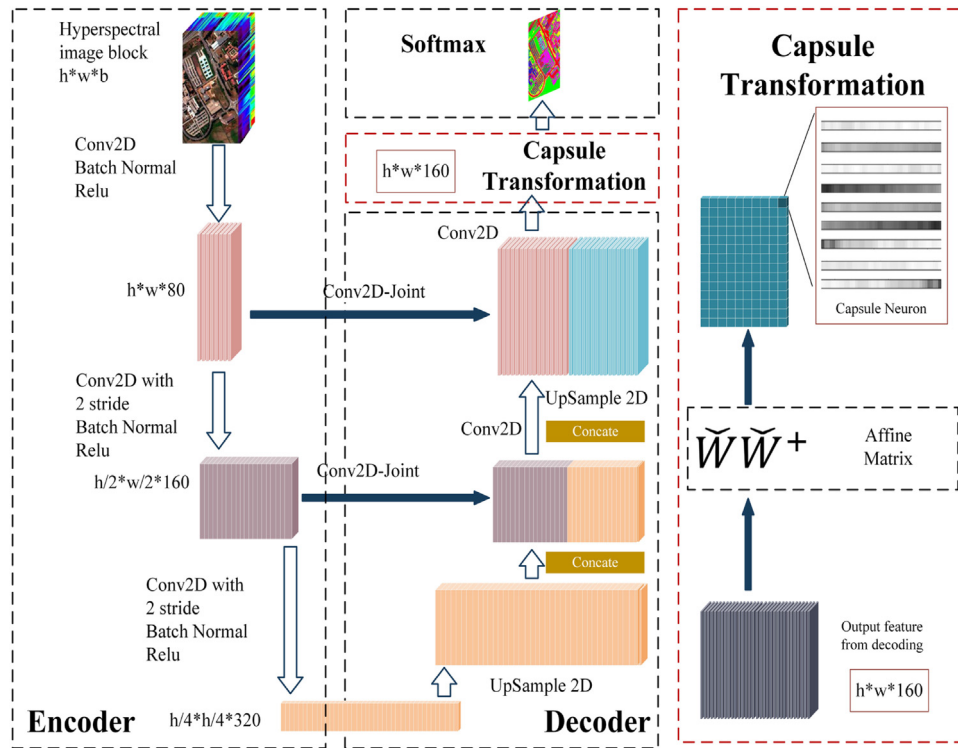 Hyperspectral
image block
h*w*b
Conv2D
Batch Normal
Relu
h*w*80
Conv2D with
2 stride
Batch Normal
Relu
h/2*w/2*160
Conv2D with
2 stride
Batch Normal
Relu
h/4*h/4*320
Encoder
Conv2D-Joint
Conv2D-Joint
Softmax
h*w*160
Capsule
Transformation
Conv2D
UpSample 2D
Conv2D
Concate
Concate
UpSample 2D
Decoder
Capsule
Transformation
Capsule Neuron
W̌W̌⁺
Affine
Matrix
Output feature
from decoding
h*w*160